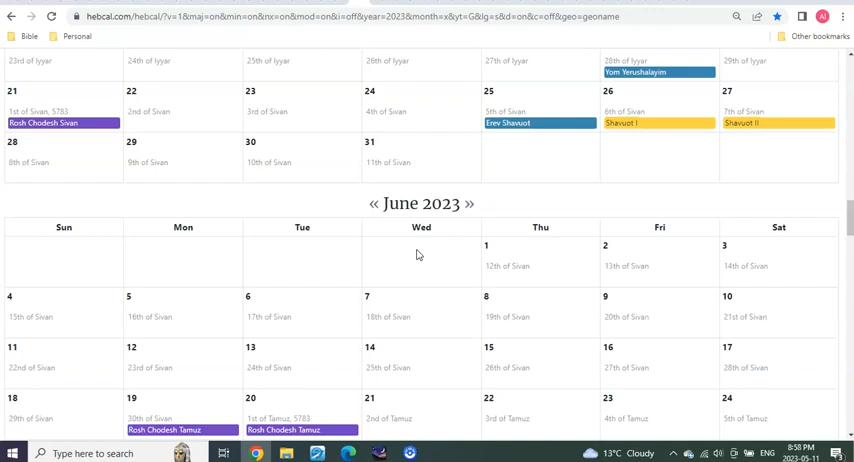 hebcal.com/hebcal/?v=1&maj=on&min=on&nx=on&mod=on&i=off&year=2023&month=x&yt=G&lg=s&d=on&c=off&geo=geoname
AI
Bible Personal Other bookmarks
23rd of Iyyar 24th of Iyyar 25th of Iyyar 26th of Iyyar 27th of Iyyar 28th of Iyyar 29th of Iyyar
Yom Yerushalayim
21 22 23 24 25 26 27
1st of Sivan, 5783 2nd of Sivan 3rd of Sivan 4th of Sivan 5th of Sivan 6th of Sivan 7th of Sivan
Rosh Chodesh Sivan Erev Shavuot Shavuot I Shavuot II
28 29 30 31
8th of Sivan 9th of Sivan 10th of Sivan 11th of Sivan
« June 2023 »
Sun Mon Tue Wed Thu Fri Sat
1 2 3
12th of Sivan 13th of Sivan 14th of Sivan
4 5 6 7 8 9 10
15th of Sivan 16th of Sivan 17th of Sivan 18th of Sivan 19th of Sivan 20th of Sivan 21st of Sivan
11 12 13 14 15 16 17
22nd of Sivan 23rd of Sivan 24th of Sivan 25th of Sivan 26th of Sivan 27th of Sivan 28th of Sivan
18 19 20 21 22 23 24
29th of Sivan 30th of Sivan 1st of Tamuz, 5783 2nd of Tamuz 3rd of Tamuz 4th of Tamuz 5th of Tamuz
Rosh Chodesh Tamuz Rosh Chodesh Tamuz
Type here to search 13°C Cloudy ENG 8:58 PM
2023-05-11